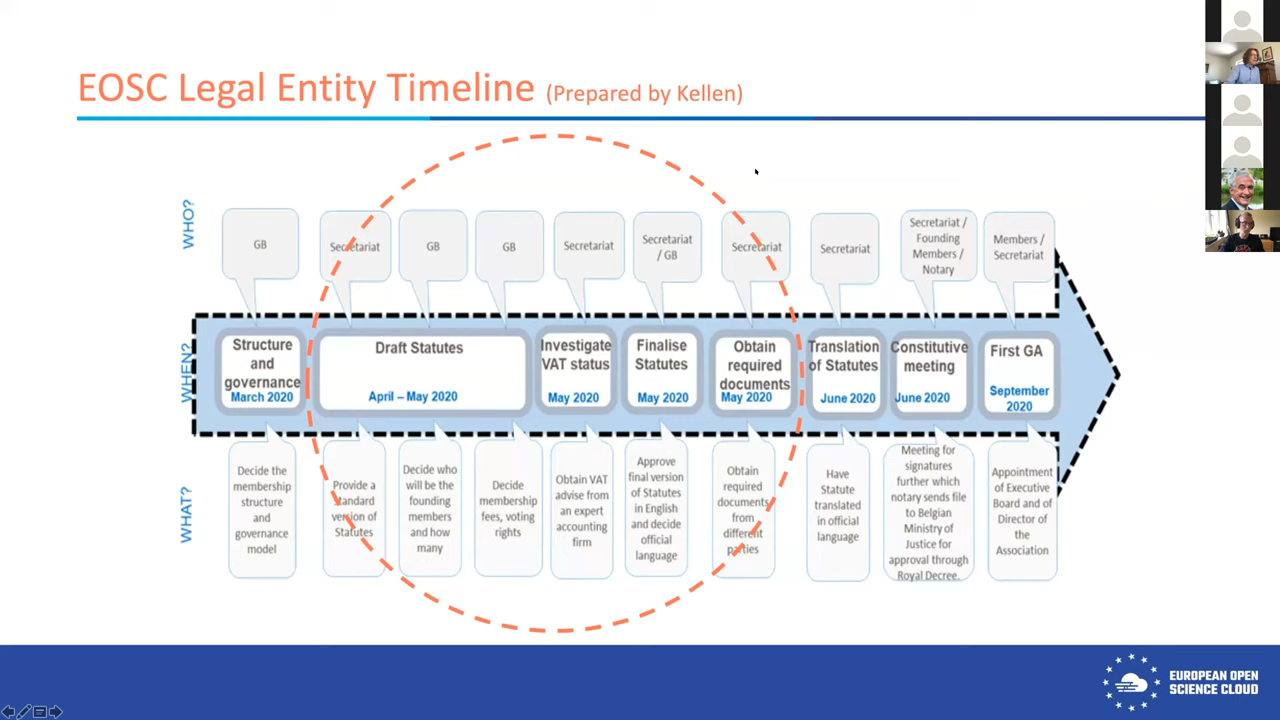 EOSC Legal Entity Timeline (Prepared by Kellen)
WHO?
GB
Secretariat
GB
GB
Secretariat
Secretariat
/ GB
Secretariat
Secretariat
Secretariat /
Founding
Members /
Notary
Members /
Secretariat
WHEN?
Structure
and
governance
March 2020
Draft Statutes
April – May 2020
Investigate
VAT status
May 2020
Finalise
Statutes
May 2020
Obtain
required
documents
May 2020
Translation
of Statutes
June 2020
Constitutive
meeting
June 2020
First GA
September
2020
WHAT?
Decide the
membership
structure
and
governance
model
Provide a
standard
version of
Statutes
Decide who
will be the
founding
members
and how
many
Decide
membership
fees, voting
rights
Obtain VAT
advise from
an expert
accounting
firm
Approve
final version
of Statutes
in English
and decide
official
language
Obtain
required
documents
from
different
parties
Have
Statute
translated
in official
language
Meeting for
signatures
further which
notary sends file
to Belgian
Ministry of
Justice for
approval through
Royal Decree.
Appointment
of Executive
Board and of
Director of
the
Association
EUROPEAN OPEN
SCIENCE CLOUD